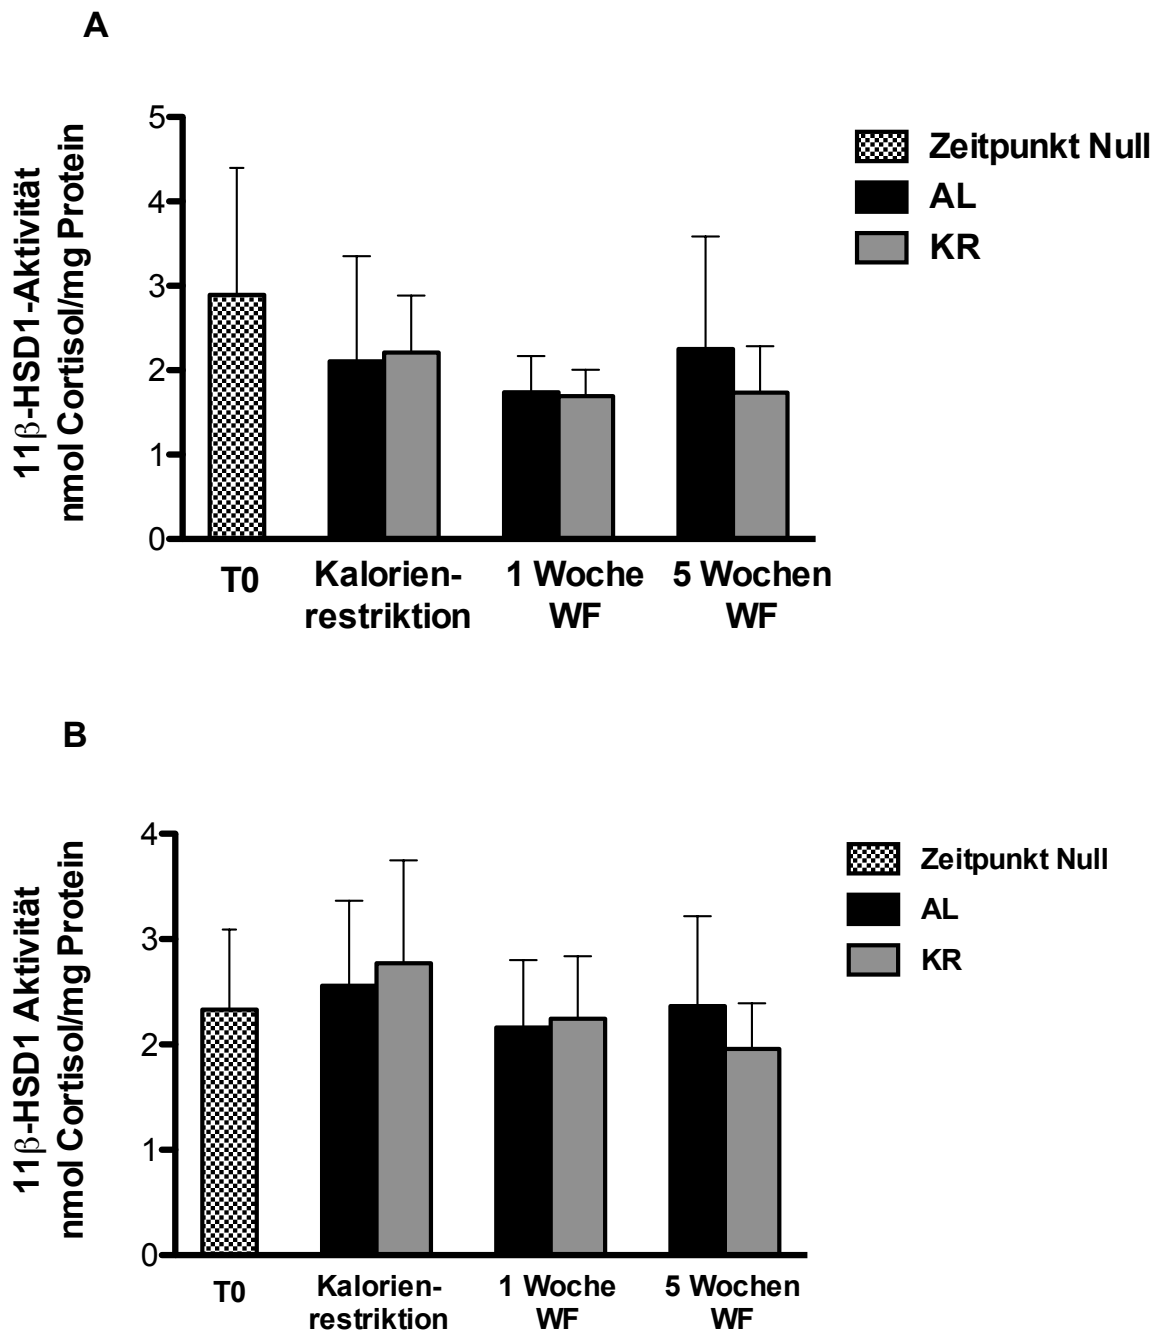 A
11β-HSD1-Aktivität
nmol Cortisol/mg Protein
5
4
3
2
1
0
T0
Kalorien-
restriktion
1 Woche
WF
5 Wochen
WF
Zeitpunkt Null
AL
KR
B
11β-HSD1 Aktivität
nmol Cortisol/mg Protein
4
3
2
1
0
T0
Kalorien-
restriktion
1 Woche
WF
5 Wochen
WF
Zeitpunkt Null
AL
KR